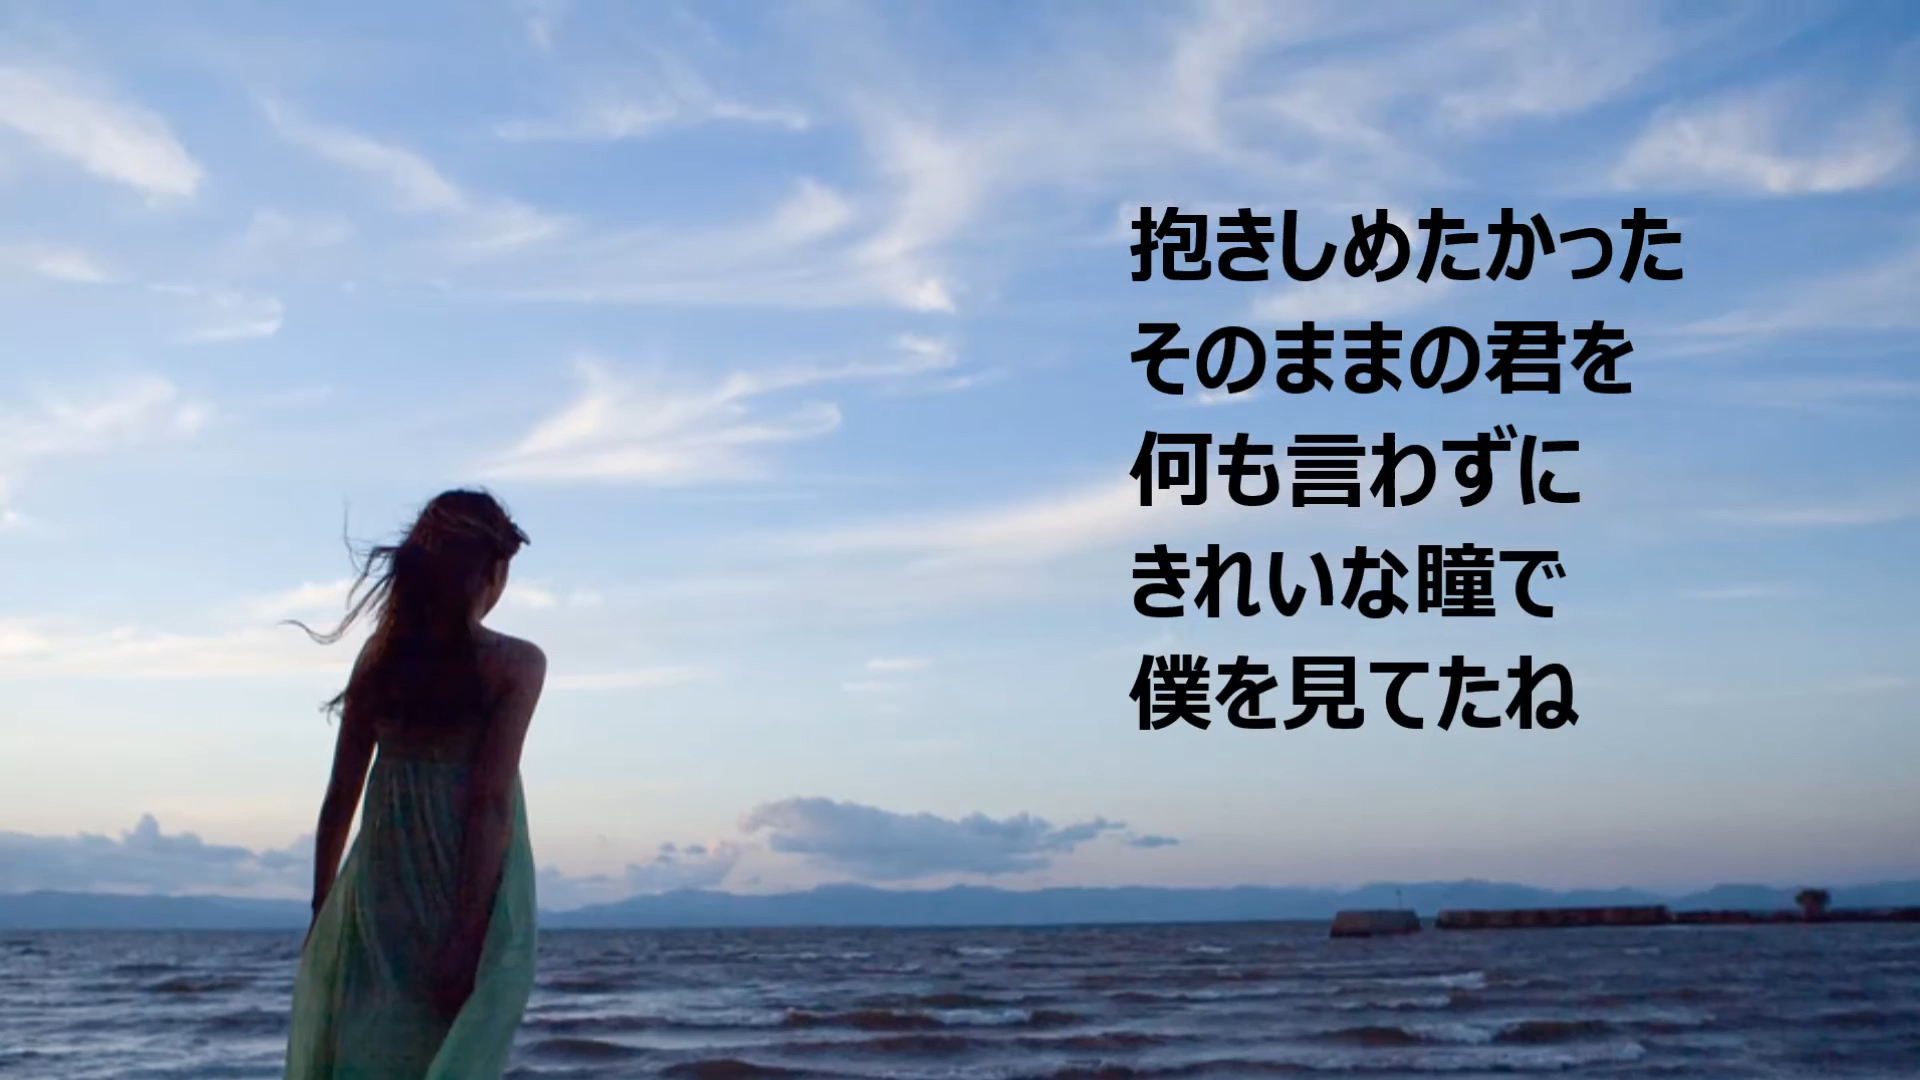 抱きしめたかった
そのままの君を
何も言わずに
きれいな瞳で
僕を見てたね